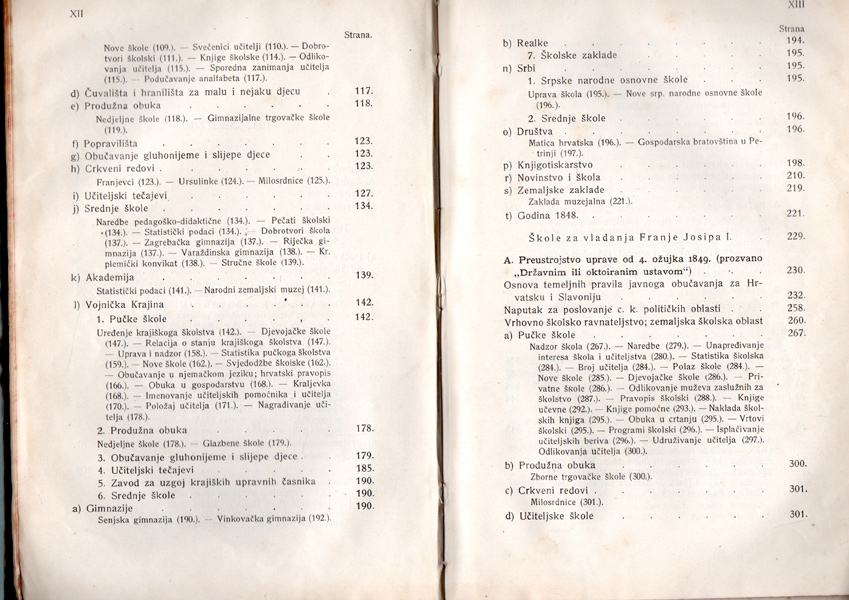 XII
Strana.
Nove škole (109.). — Svećenici učitelji (110.). — Dobro-
tvori školski (111.). — Knjige školske (114.). — Odliko-
vanja učitelja (115.). — Sporedna zanimanja učitelja
(115.). — Podučavanje analfabeta (117.).
d) Čuvališta i hranilišta za malu i nejaku djecu . 117.
e) Produžna obuka . . . . . . 118.
Nedjeljne škole (118.). — Gimnazijalne trgovačke škole
(119.).
f) Popravilišta . . . . . . 123.
g) Obučavanje gluhonijeme i slijepe djece . . 123.
h) Crkveni redovi . . . . . . 123.
Franjevci (123.). — Ursulinke (124.). — Milosrdnice (125.).
i) Učiteljski tečajevi . . . . . 127.
j) Srednje škole . . . . . . 134.
Naredbe pedagoško-didaktične (134.). — Pečati školski
(134.). — Statistički podaci (134.). — Dobrotvori škola
(137.). — Zagrebačka gimnazija (137.). — Riječka gi-
mnazija (137.). — Varaždinska gimnazija (138.). — Kr.
plemićki konvikat (138.). — Stručne škole (139.).
k) Akademija . . . . . . 139.
Statistički podaci (141.). — Narodni zemaljski muzej (141.).
l) Vojnička Krajina . . . . . 142.
1. Pučke škole . . . . . 142.
Uređenje krajiškoga školstva (142.). — Djevojačke škole
(147.). — Relacija o stanju krajiškoga školstva (147.).
— Uprava i nadzor (158.). — Statistika pučkoga školstva
(159.). — Nove škole (162.). — Svjedodžbe školske (162.).
— Obučavanje u njemačkom jeziku; hrvatski pravopis
(166.). — Obuka u gospodarstvu (168.). — Kraljevka
(168.). — Imenovanje učiteljskih pomoćnika i učitelja
(170.). — Položaj učitelja (171.). — Nagrađivanje uči-
telja (178.).
2. Produžna obuka . . . . . 178.
Nedjeljne škole (178.). — Glazbene škole (179.).
3. Obučavanje gluhonijeme i slijepe djece . . 179.
4. Učiteljski tečajevi . . . . 185.
5. Zavod za uzgoj krajiških upravnih časnika . 190.
6. Srednje škole . . . . . 190.
a) Gimnazije . . . . . . 190.
Senjska gimnazija (190.). — Vinkovačka gimnazija (192.).
XIII
Strana
b) Realke . . . . . . 194.
7. Školske zaklade . . . . . 195.
n) Srbi . . . . . . 195.
1. Srpske narodne osnovne škole . . . 195.
Uprava škola (195.). — Nove srp. narodne osnovne škole
(196.).
2. Srednje škole . . . . . 196.
o) Društva . . . . . . 196.
Matica hrvatska (196.). — Gospodarska bratovština u Pe-
trinji (197.).
p) Knjigotiskarstvo . . . . . 198.
r) Novinstvo i škola . . . . . 210.
s) Zemaljske zaklade . . . . . 219.
Zaklada muzejalna (221.).
t) Godina 1848. . . . . . 221.
Škole za vladanja Franje Josipa I. . 229.
A. Preustrojstvo uprave od 4. ožujka 1849. (prozvano
„Državnim ili oktoiranim ustavom“) . . . 230.
Osnova temeljnih pravila javnoga obučavanja za Hr-
vatsku i Slavoniju . . . . . 232.
Naputak za poslovanje c. k. političkih oblasti . . 258.
Vrhovno školsko ravnateljstvo; zemaljska školska oblast 260.
a) Pučke škole . . . . . . 267.
Nadzor škola (267.). — Naredbe (279.). — Unapređivanje
interesa škola i učiteljstva (280.). — Statistika školska
(284.). — Broj učitelja (284.). — Polaz škole (284.). —
Nove škole (285.). — Djevojačke škole (286.). — Pri-
vatne škole (286.). — Odlikovanje muževa zaslužnih za
školstvo (287.). — Pravopis školski (288.). — Knjige
učevne (292.). — Knjige pomoćne (293.). — Naklada škol-
skih knjiga (295.). — Obuka u crtanju (295.). — Vrtovi
školski (295.). — Programi školski (296.). — Isplaćivanje
učiteljskih beriva (296.). — Udruživanje učitelja (297.).
Odlikovanja učitelja (300.).
b) Produžna obuka . . . . . 300.
Zborne trgovačke škole (300.).
c) Crkveni redovi . . . . . . 301.
Milosrdnice (301.).
d) Učiteljske škole . . . . . 301.